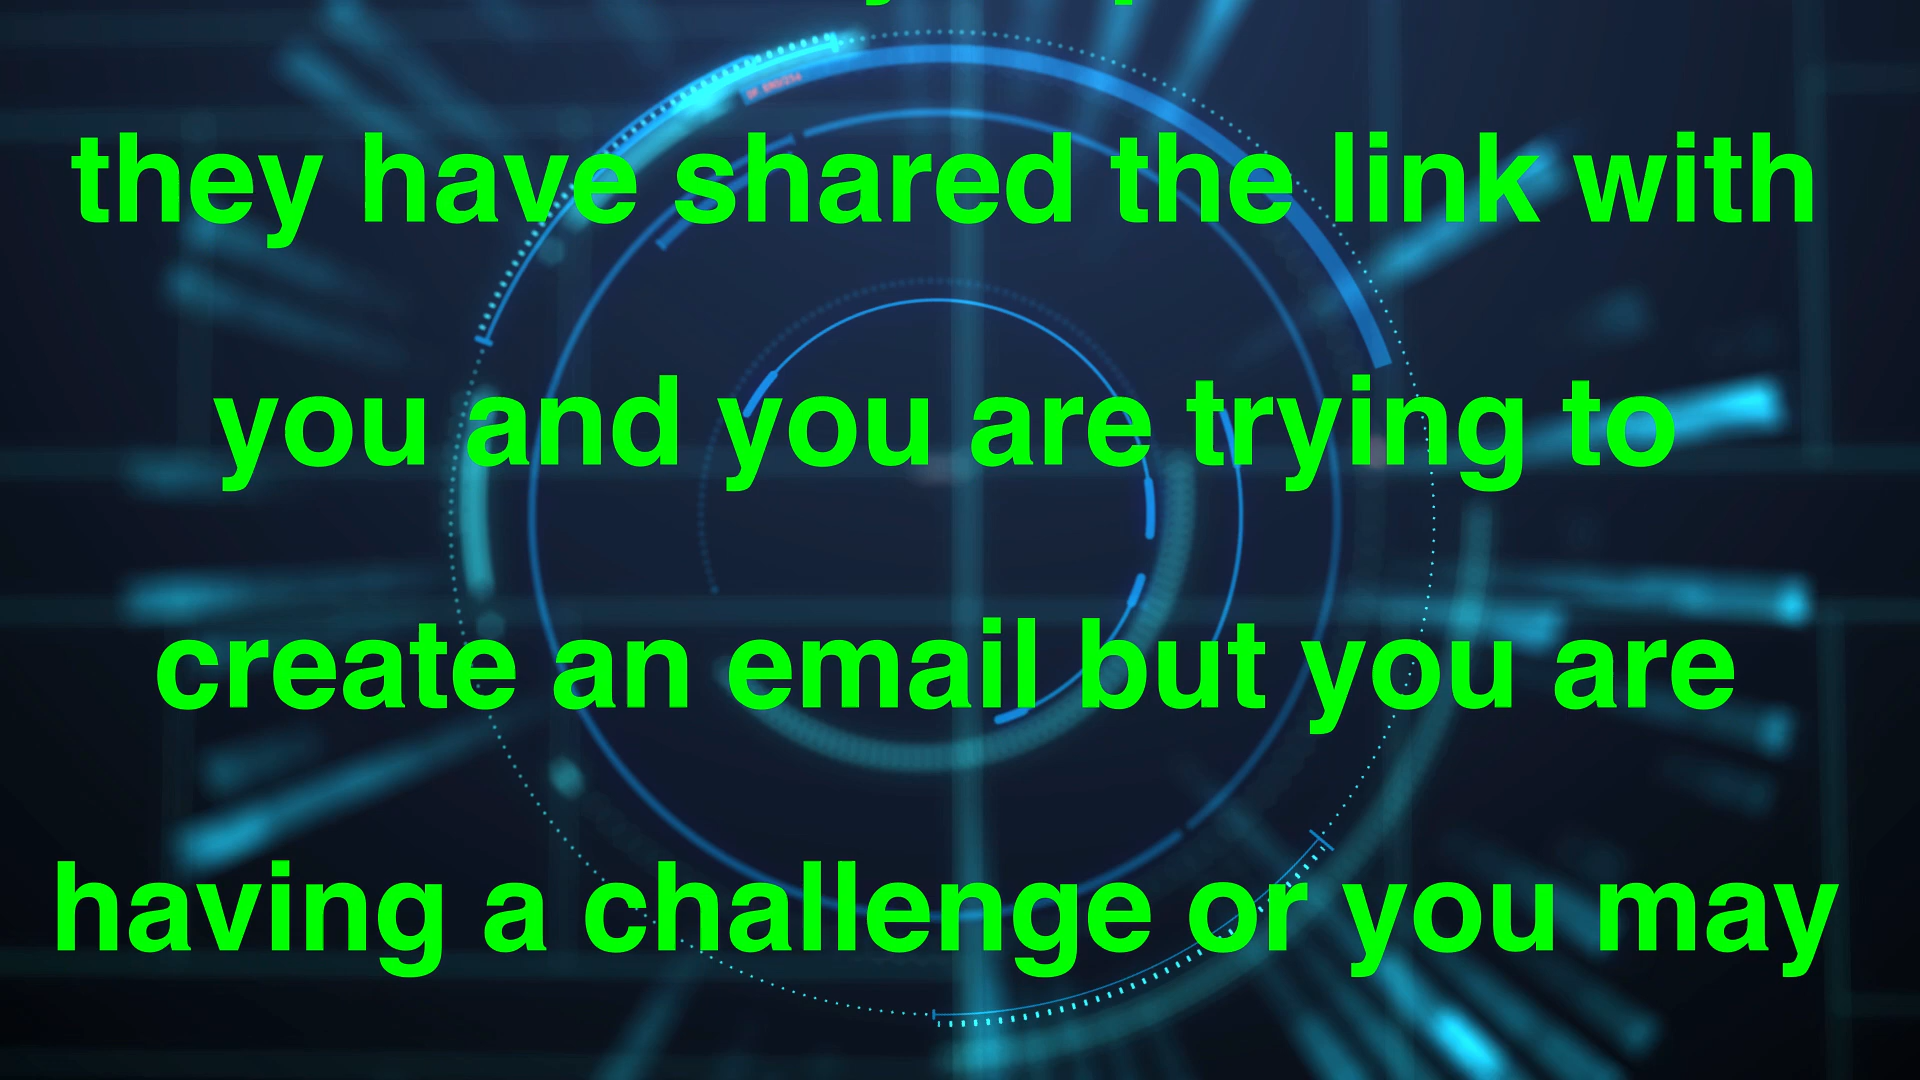 they have shared the link with
you and you are trying to
create an email but you are
having a challenge or you may